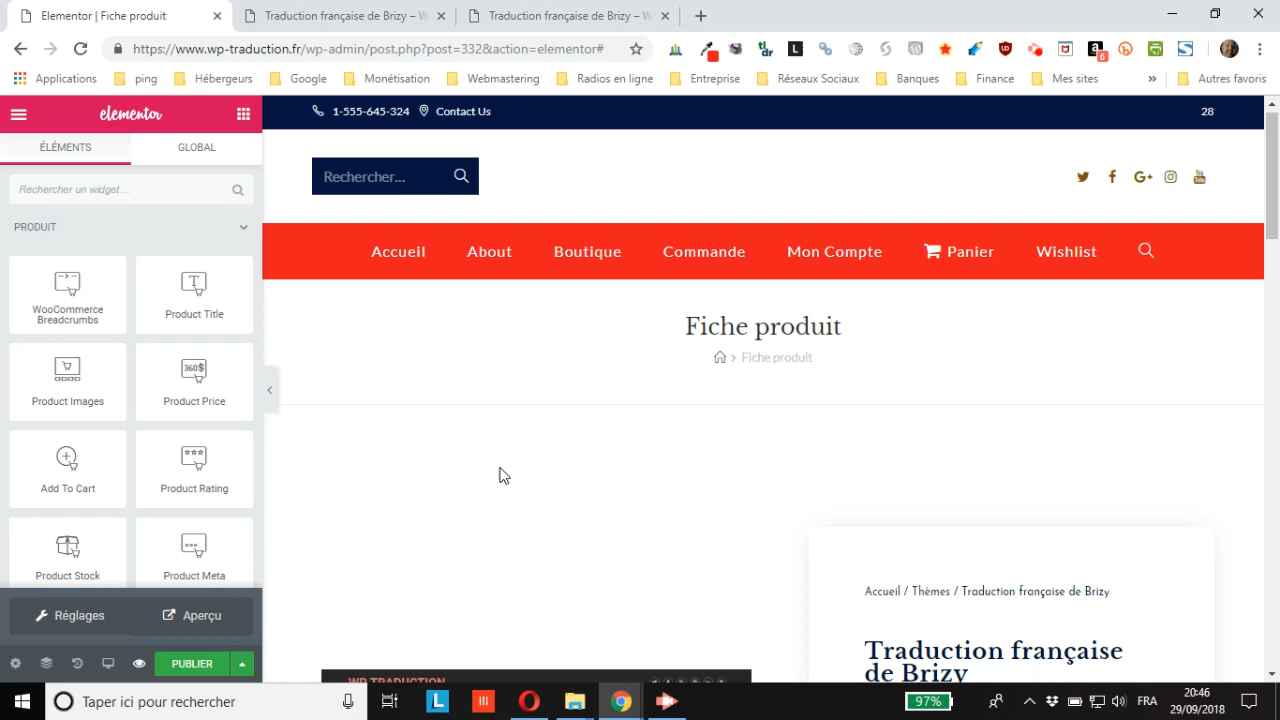 Elementor | Fiche produit
Traduction française de Brizy – W
Traduction française de Brizy – W
https://www.wp-traduction.fr/wp-admin/post.php?post=332&action=elementor#
Applications
ping
Hébergeurs
Google
Monétisation
Webmastering
Radios en ligne
Entreprise
Réseaux Sociaux
Banques
Finance
Mes sites
»
Autres favoris
elementor
1-555-645-324
Contact Us
28
ÉLÉMENTS
GLOBAL
Rechercher un widget...
Rechercher...
PRODUIT
Accueil
About
Boutique
Commande
Mon Compte
Panier
Wishlist
WooCommerce
Breadcrumbs
Product Title
Fiche produit
Fiche produit
360$
Product Images
Product Price
Add To Cart
Product Rating
Product Stock
Product Meta
Accueil / Thèmes / Traduction française de Brizy
Traduction française
de Brizy
Réglages
Aperçu
PUBLIER
WP TRADUCTION
Taper ici pour rechercher
97%
FRA
20:46
29/09/2018